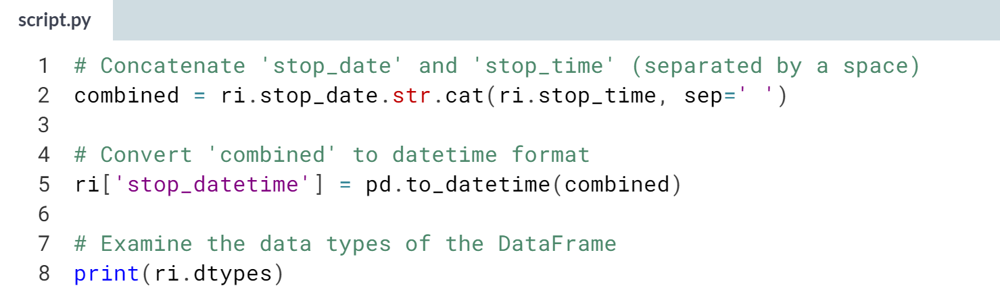 script.py
1 # Concatenate 'stop_date' and 'stop_time' (separated by a space)
2 combined = ri.stop_date.str.cat(ri.stop_time, sep=' ')
3
4 # Convert 'combined' to datetime format
5 ri['stop_datetime'] = pd.to_datetime(combined)
6
7 # Examine the data types of the DataFrame
8 print(ri.dtypes)